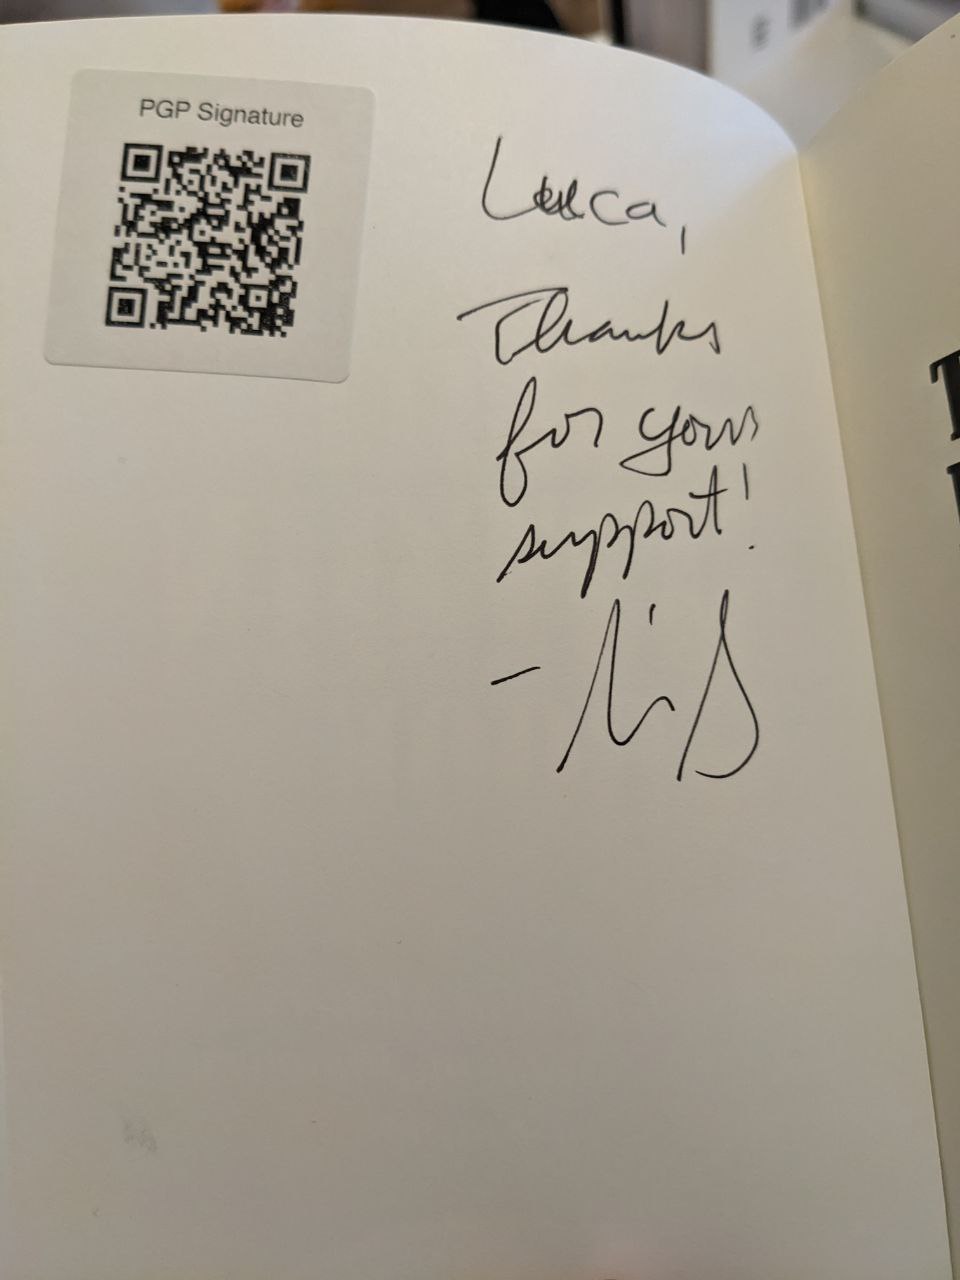 PGP Signature
Luca,
Thanks
for your
support!